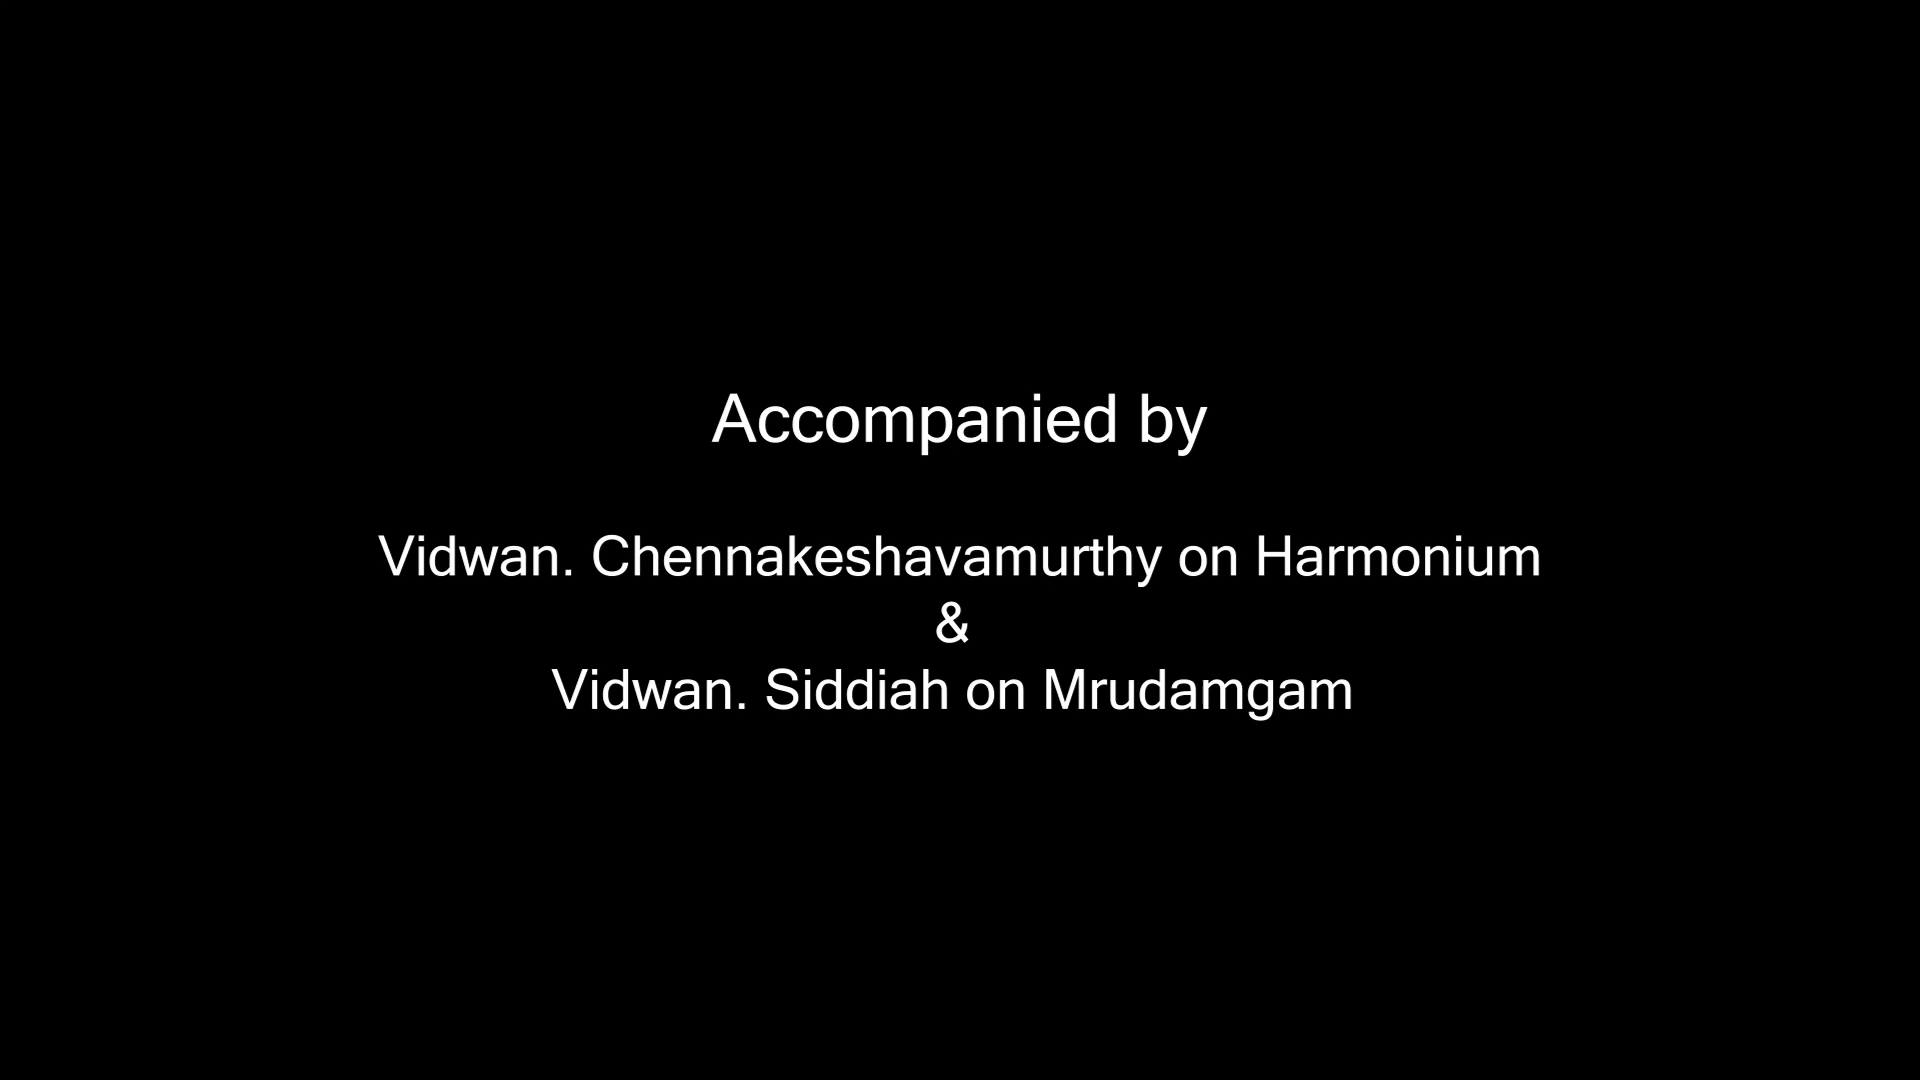 Accompanied by
Vidwan. Chennakeshavamurthy on Harmonium
&
Vidwan. Siddiah on Mrudamgam